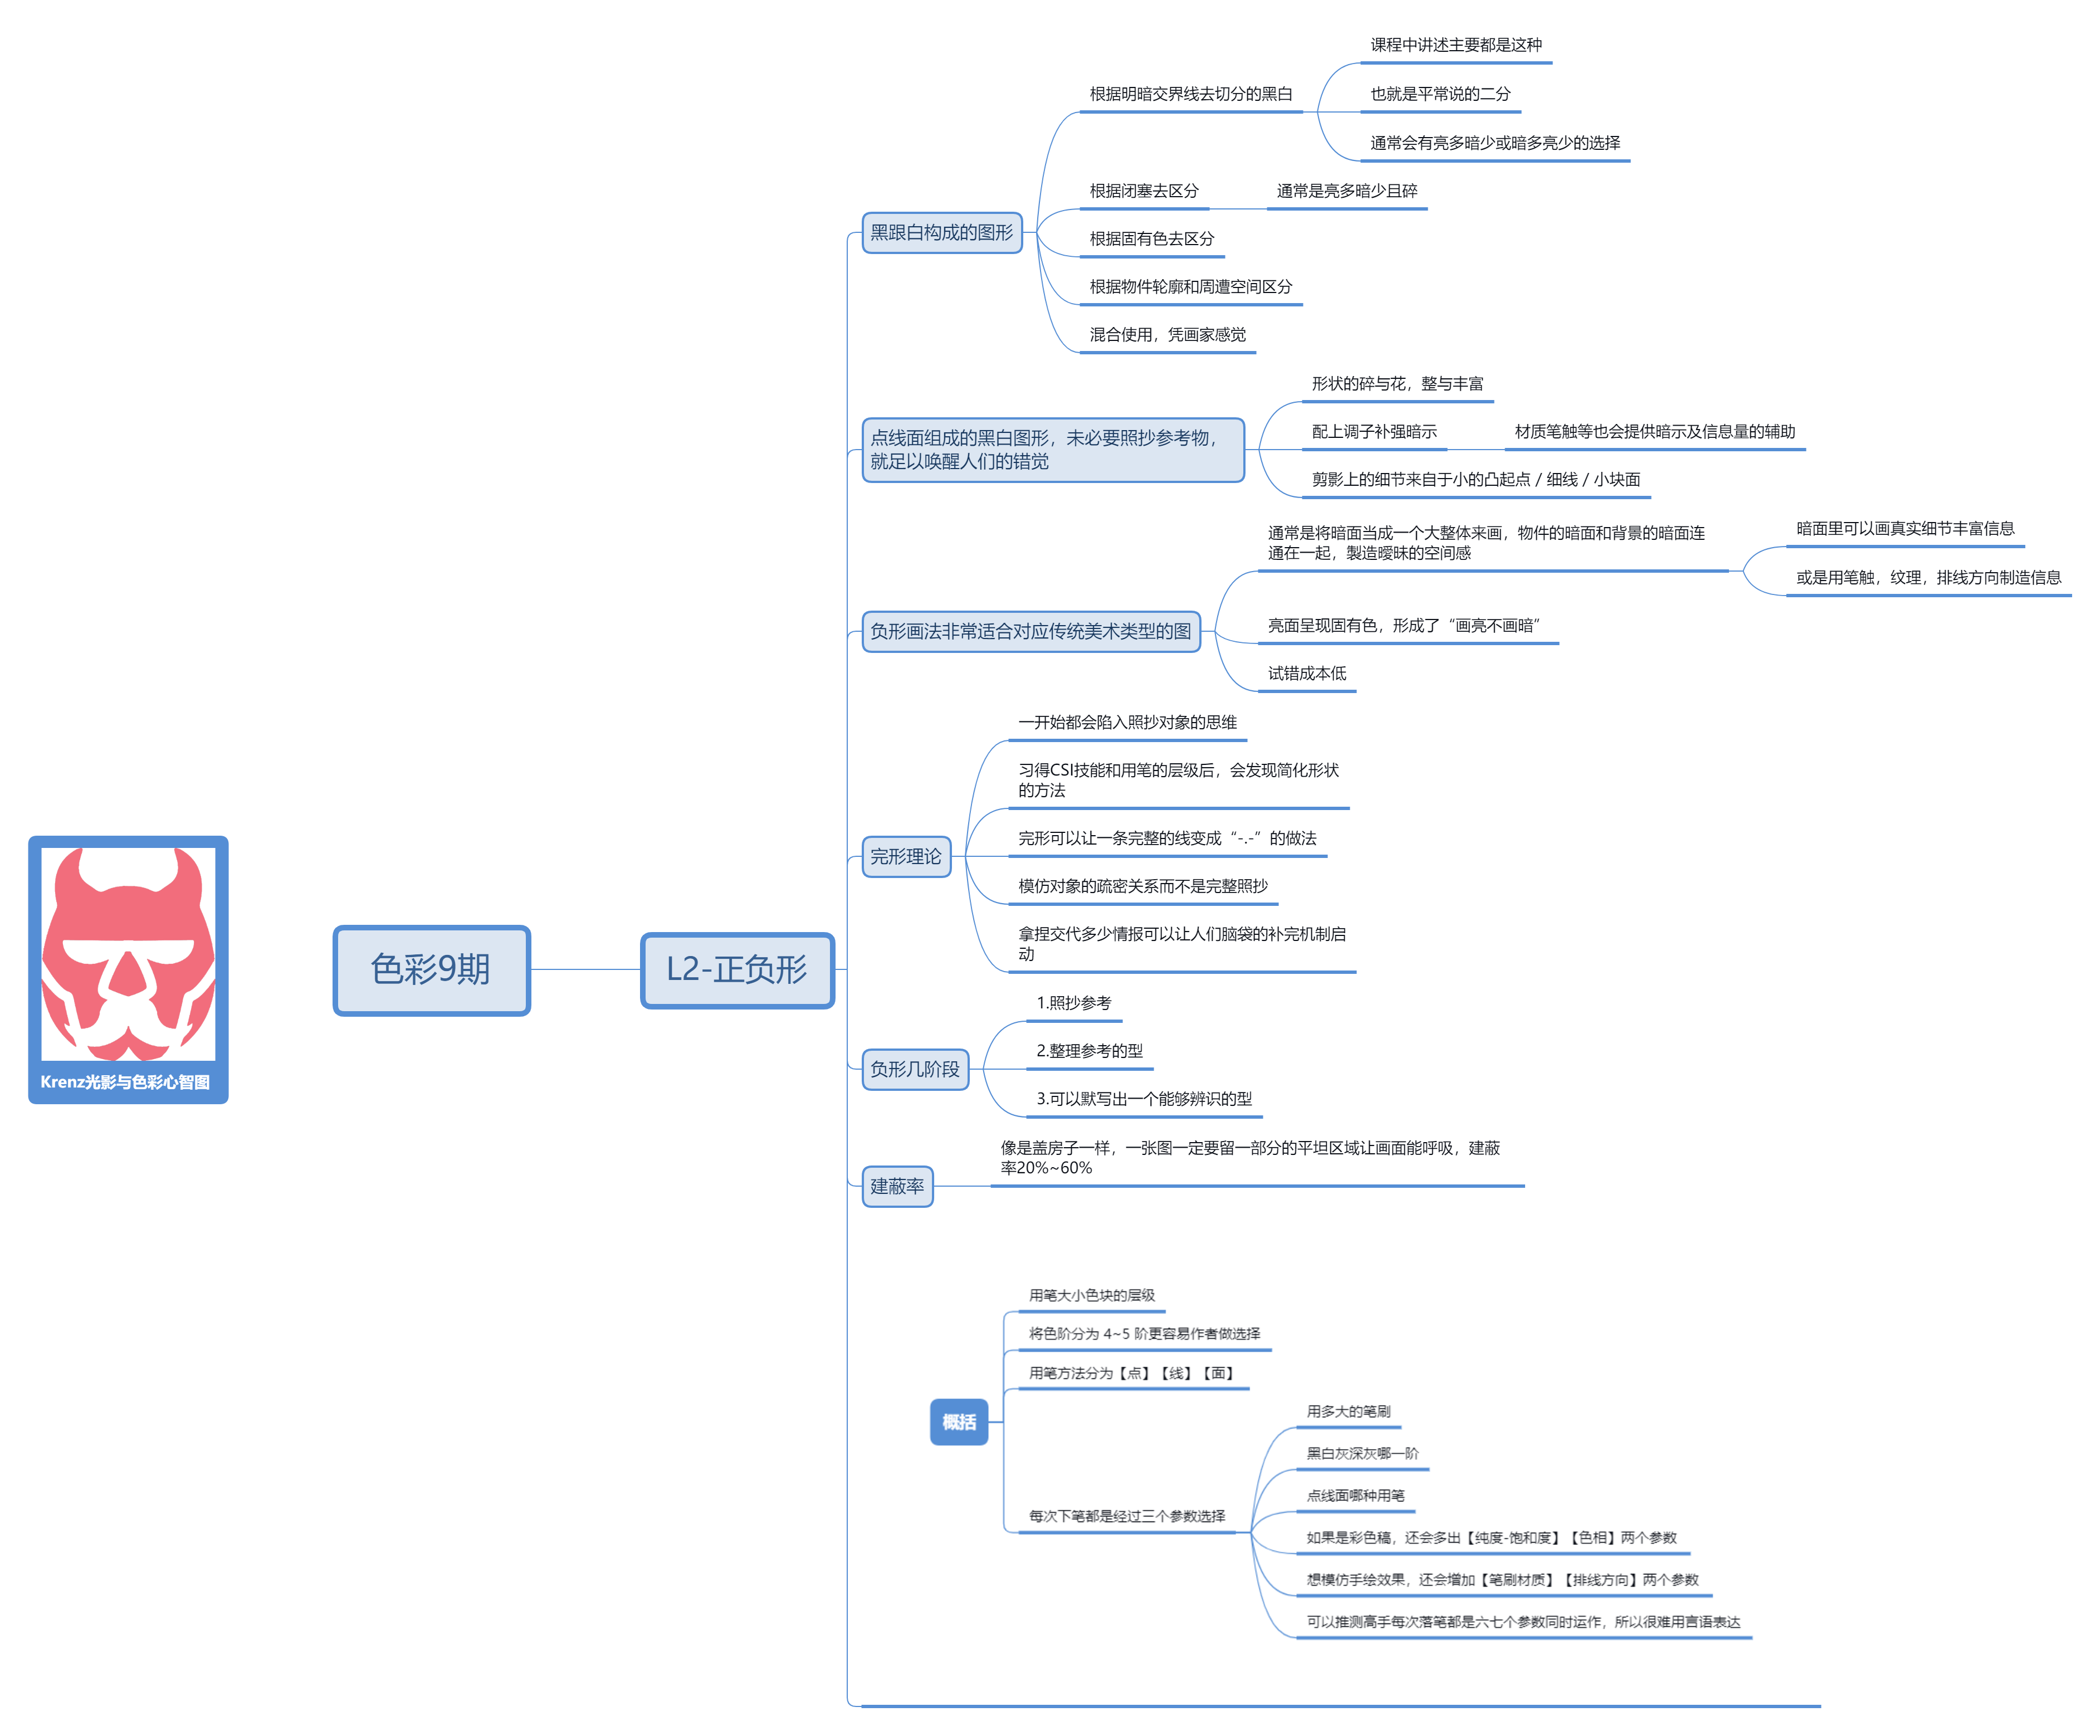 Krenz光影与色彩心智图
色彩9期
L2-正负形
黑跟白构成的图形
根据明暗交界线去切分的黑白
课程中讲述主要都是这种
也就是平常说的二分
通常会有亮多暗少或暗多亮少的选择
根据闭塞去区分
通常是亮多暗少且碎
根据固有色去区分
根据物件轮廓和周遭空间区分
混合使用，凭画家感觉
点线面组成的黑白图形，未必要照抄参考物，
就足以唤醒人们的错觉
形状的碎与花，整与丰富
配上调子补强暗示
材质笔触等也会提供暗示及信息量的辅助
剪影上的细节来自于小的凸起点 / 细线 / 小块面
负形画法非常适合对应传统美术类型的图
通常是将暗面当成一个大整体来画，物件的暗面和背景的暗面连
通在一起，製造曖昧的空间感
暗面里可以画真实细节丰富信息
或是用笔触，纹理，排线方向制造信息
亮面呈现固有色，形成了“画亮不画暗”
试错成本低
完形理论
一开始都会陷入照抄对象的思维
习得CSI技能和用笔的层级后，会发现简化形状
的方法
完形可以让一条完整的线变成“-.-”的做法
模仿对象的疏密关系而不是完整照抄
拿捏交代多少情报可以让人们脑袋的补完机制启
动
负形几阶段
1.照抄参考
2.整理参考的型
3.可以默写出一个能够辨识的型
建蔽率
像是盖房子一样，一张图一定要留一部分的平坦区域让画面能呼吸，建蔽
率20%~60%
概括
用笔大小色块的层级
将色阶分为 4~5 阶更容易作者做选择
用笔方法分为【点】【线】【面】
每次下笔都是经过三个参数选择
用多大的笔刷
黑白灰深灰哪一阶
点线面哪种用笔
如果是彩色稿，还会多出【纯度-饱和度】【色相】两个参数
想模仿手绘效果，还会增加【笔刷材质】【排线方向】两个参数
可以推测高手每次落笔都是六七个参数同时运作，所以很难用言语表达